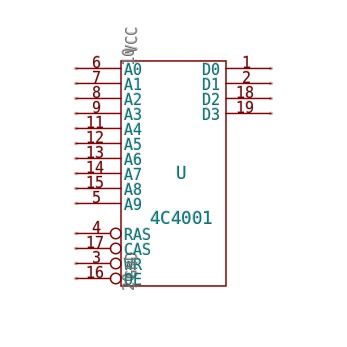 10 VCC
6 A0 D0 1
7 A1 D1 2
8 A2 D2 18
9 A3 D3 19
11 A4
12 A5
13 A6
14 A7
U
15 A8
5 A9
4C4001
4 RAS
17 CAS
3 WR
16 OE